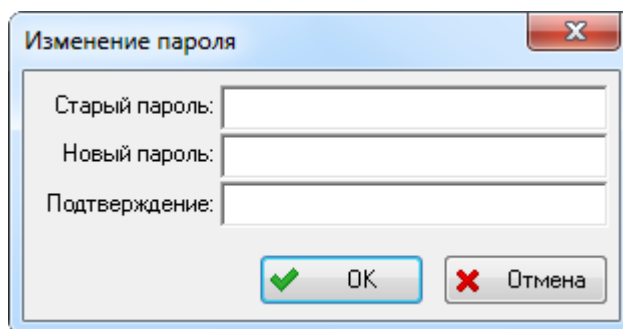 Изменение пароля
Старый пароль:
Новый пароль:
Подтверждение:
OK
Отмена